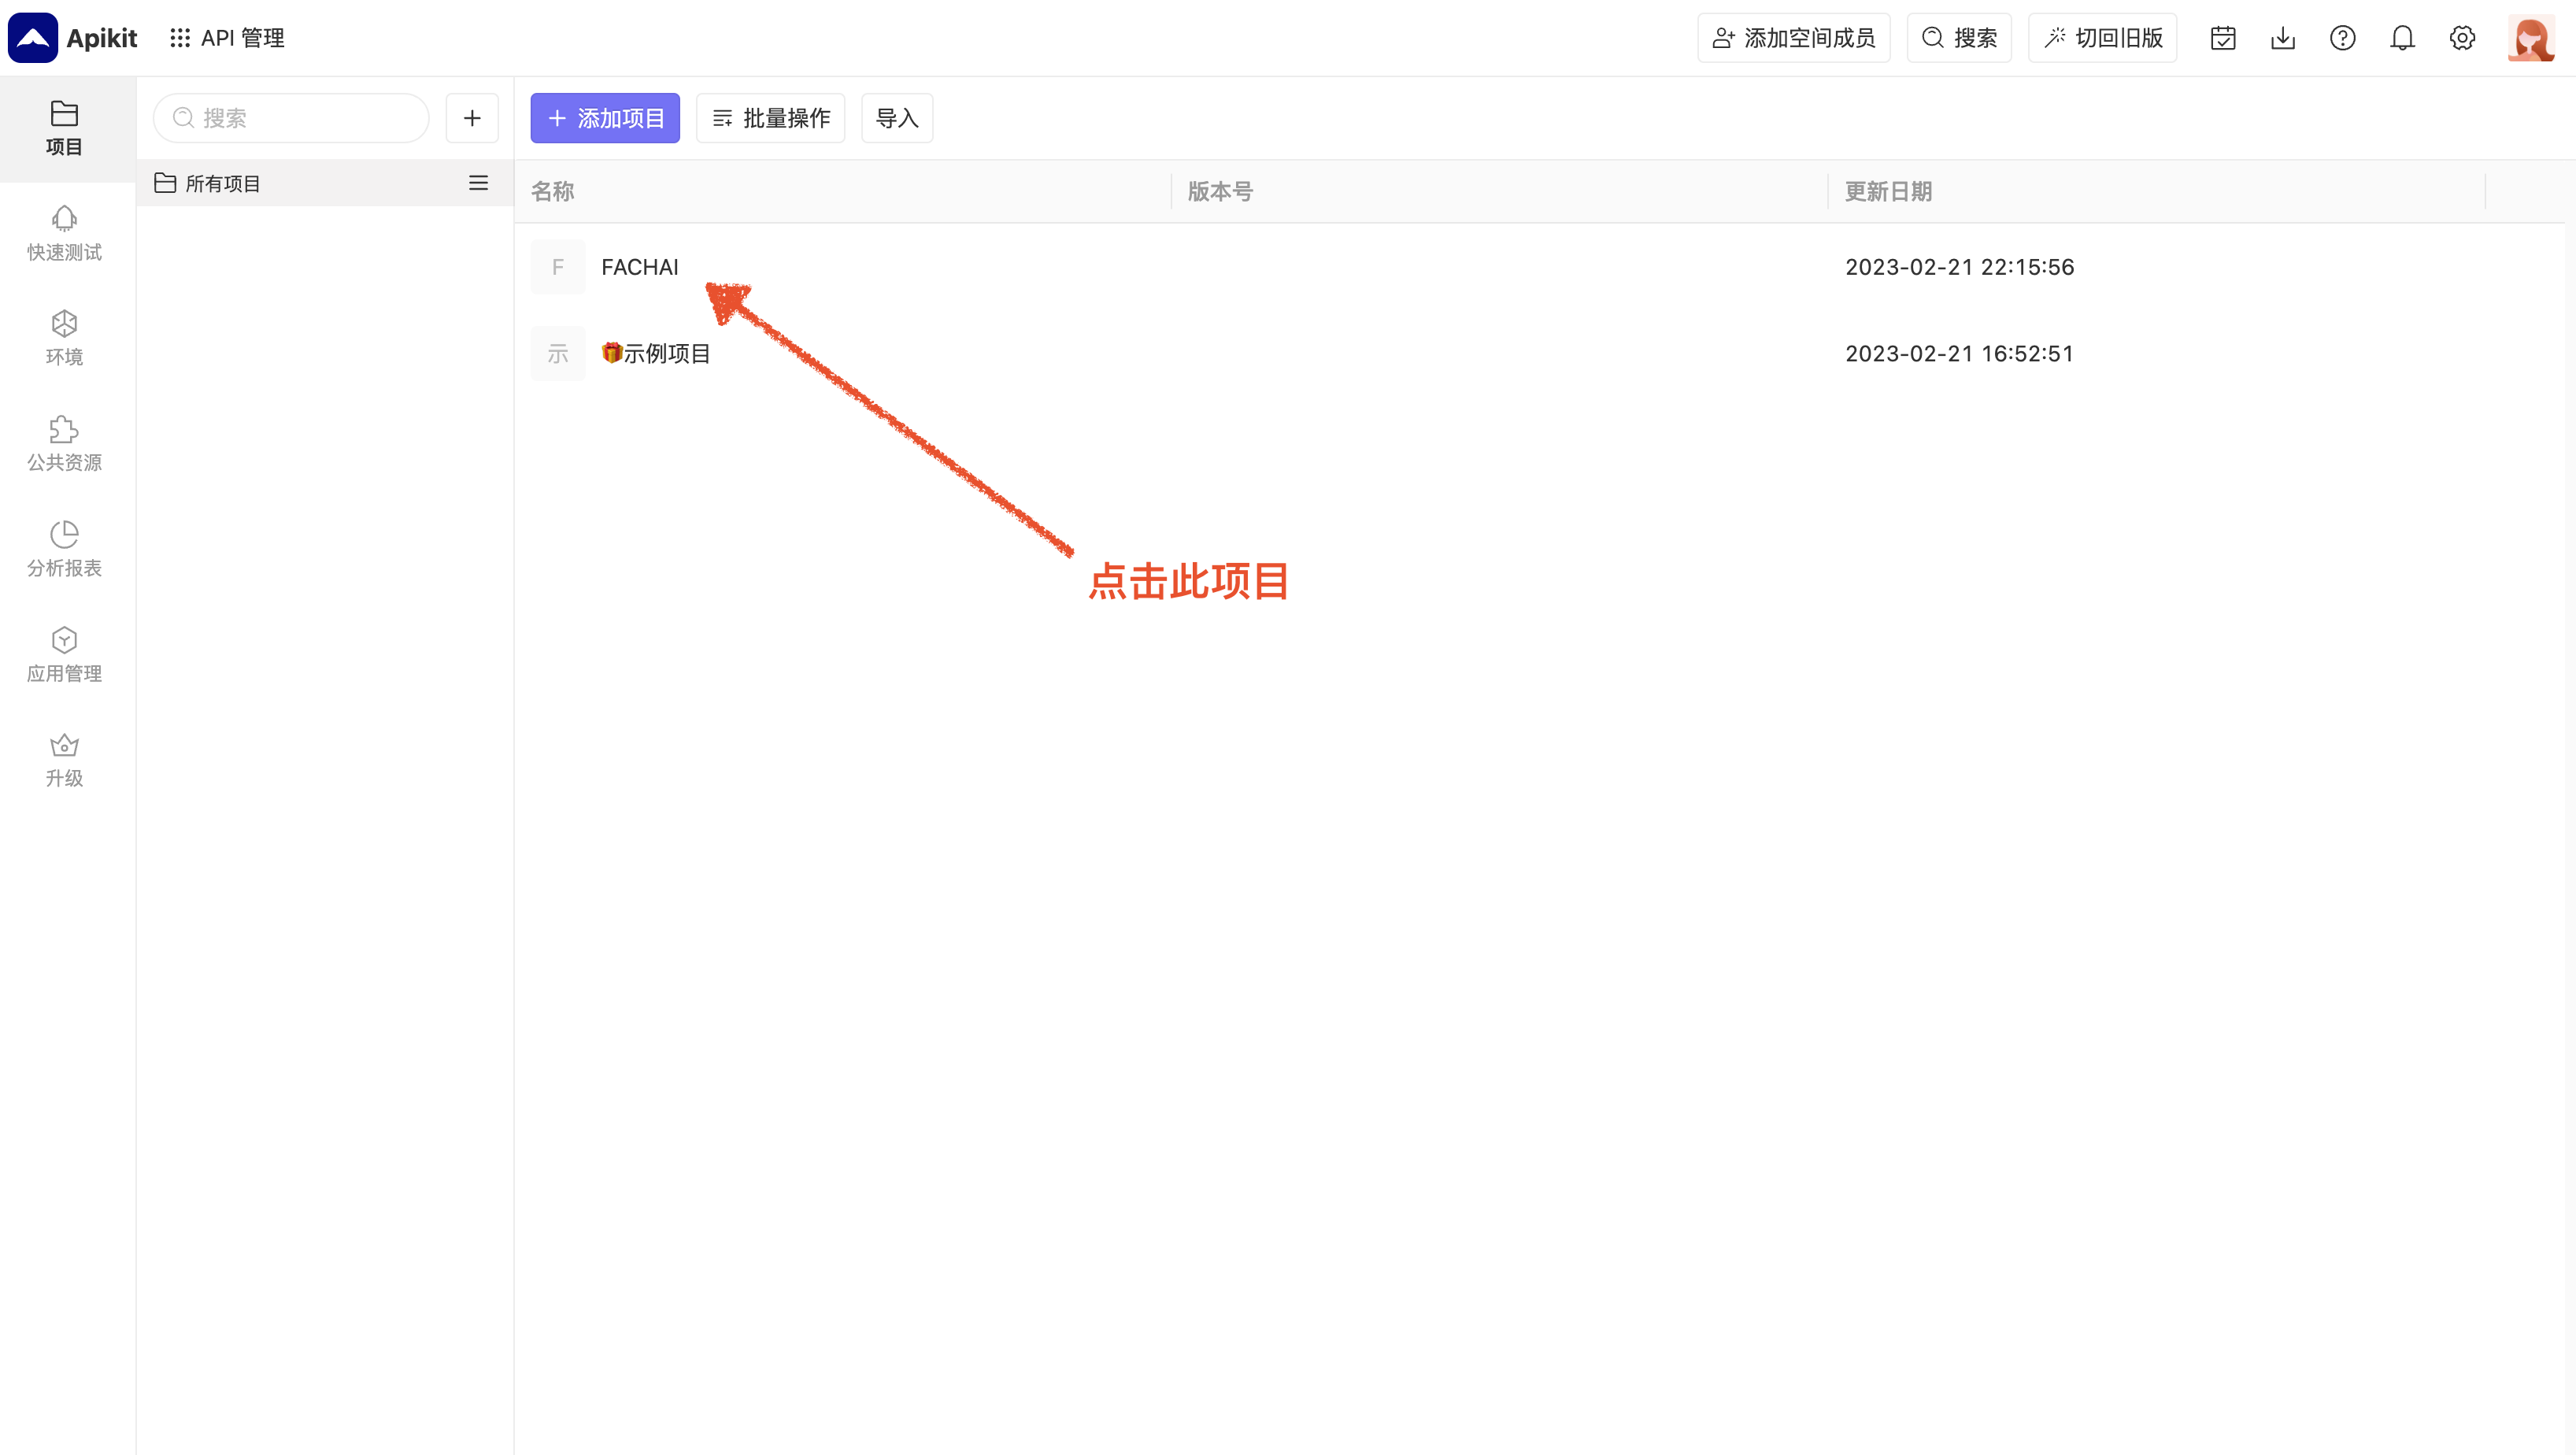 Apikit
API 管理
添加空间成员
搜索
切回旧版
项目
快速测试
环境
公共资源
分析报表
应用管理
升级
搜索
所有项目
添加项目
批量操作
导入
名称 版本号 更新日期
F FACHAI 2023-02-21 22:15:56
示 🎁示例项目 2023-02-21 16:52:51
点击此项目